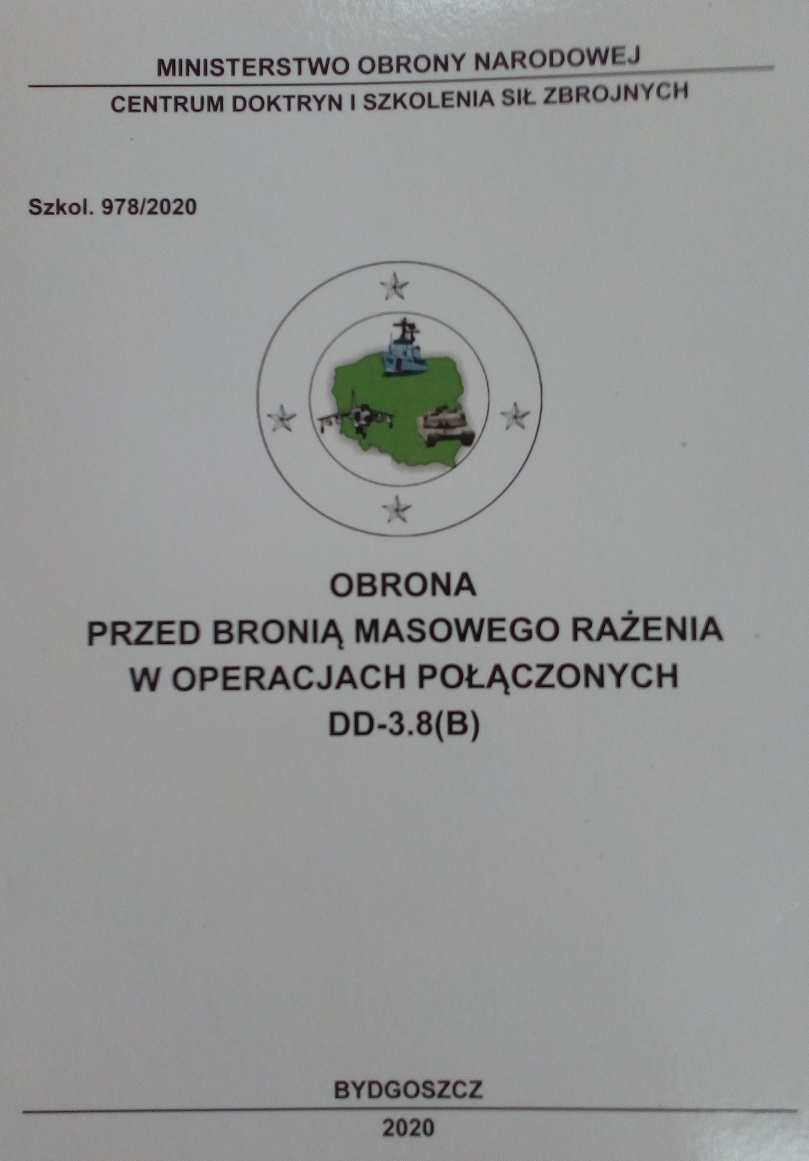 MINISTERSTWO OBRONY NARODOWEJ
CENTRUM DOKTRYN I SZKOLENIA SIŁ ZBROJNYCH
Szkol. 978/2020
OBRONA
PRZED BRONIĄ MASOWEGO RAŻENIA
W OPERACJACH POŁĄCZONYCH
DD-3.8(B)
BYDGOSZCZ
2020